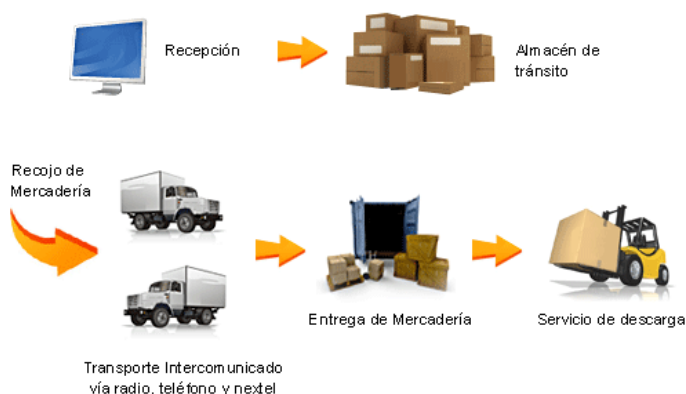 Recepción
Almacén de
tránsito
Recojo de
Mercadería
Entrega de Mercadería
Servicio de descarga
Transporte Intercomunicado
vía radio, teléfono y nextel